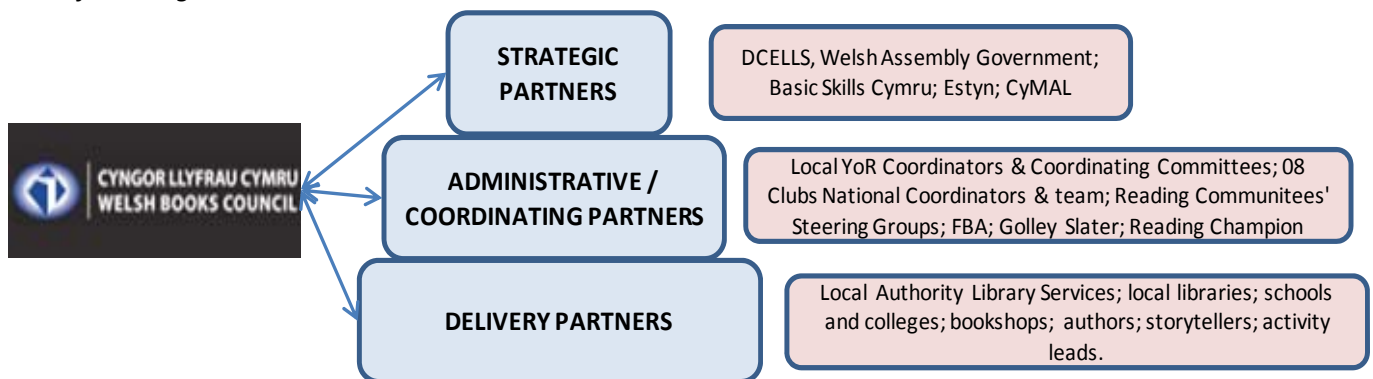 STRATEGIC
PARTNERS
DCELLS, Welsh Assembly Government;
Basic Skills Cymru; Estyn; CyMAL
CYNGOR LLYFRAU CYMRU
WELSH BOOKS COUNCIL
ADMINISTRATIVE /
COORDINATING PARTNERS
Local YoR Coordinators & Coordinating Committees; 08
Clubs National Coordinators & team; Reading Communitees'
Steering Groups; FBA; Golley Slater; Reading Champion
DELIVERY PARTNERS
Local Authority Library Services; local libraries; schools
and colleges; bookshops; authors; storytellers; activity
leads.